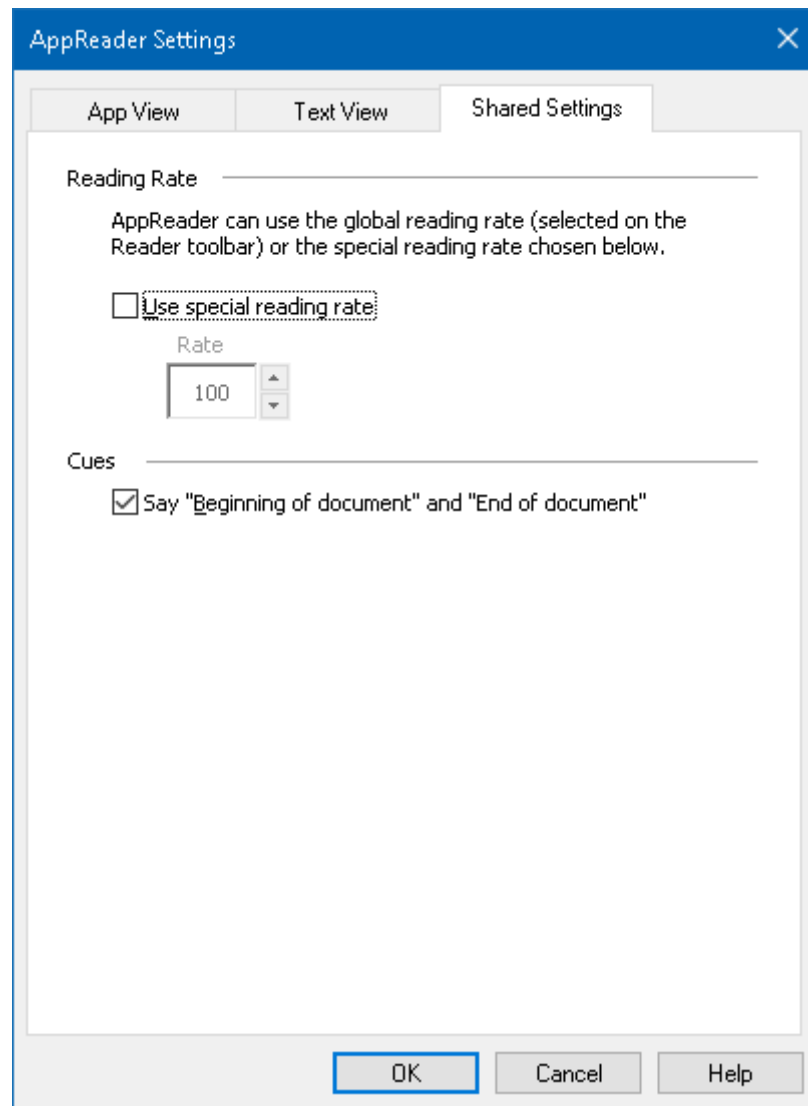 AppReader Settings
App View
Text View
Shared Settings
Reading Rate
AppReader can use the global reading rate (selected on the
Reader toolbar) or the special reading rate chosen below.
Use special reading rate
Rate
100
Cues
Say "Beginning of document" and "End of document"
OK
Cancel
Help